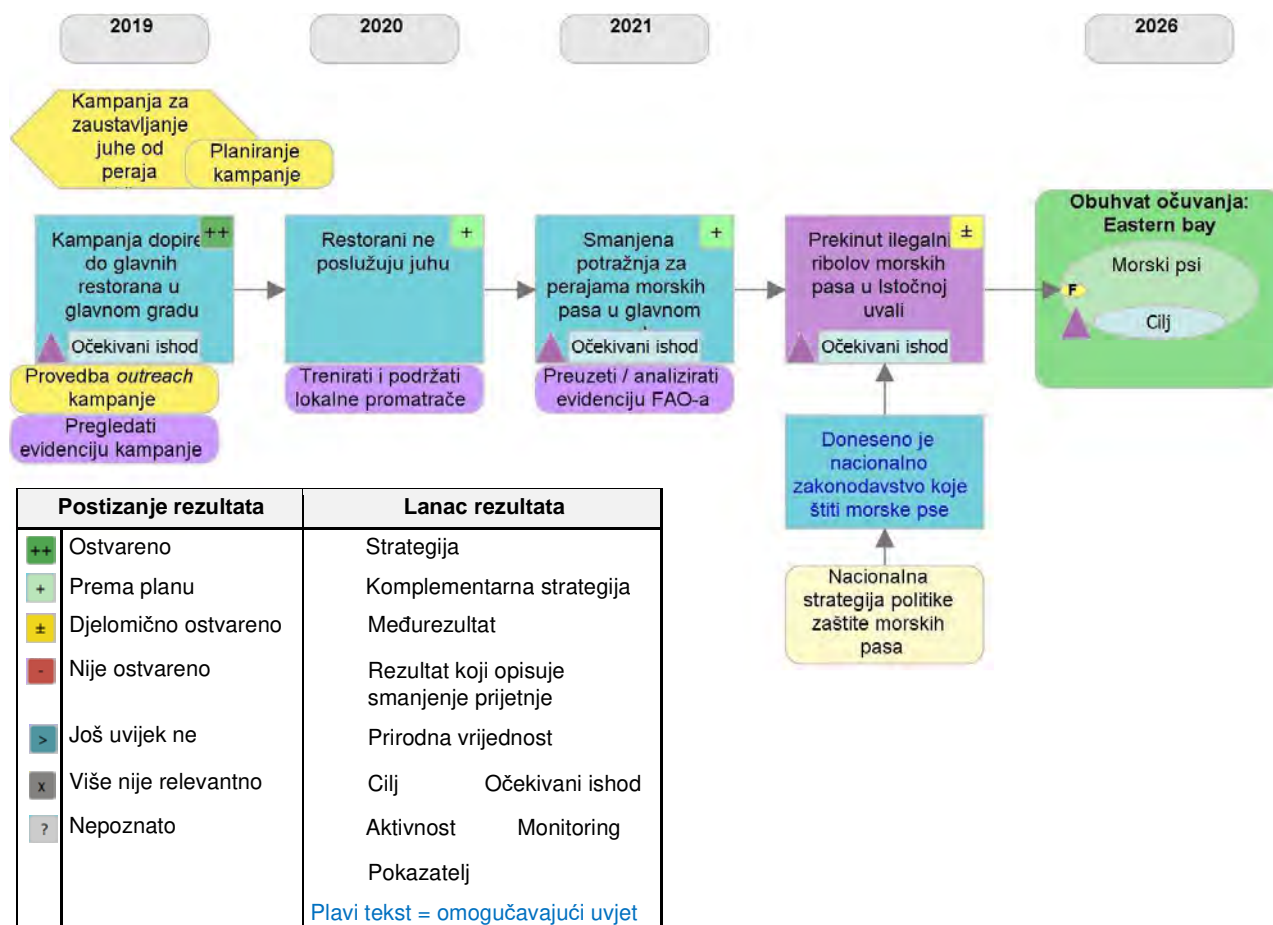 2019
2020
2021
2026
Kampanja za
zaustavljanje
juhe od
peraja
Planiranje
kampanje
Kampanja dopire
do glavnih
restorana u
glavnom gradu
++
Očekivani ishod
Provedba outreach
kampanje
Pregledati
evidenciju kampanje
Restorani ne
poslužuju juhu
+
Trenirati i podržati
lokalne promatrače
Smanjena
potražnja za
perajama morskih
pasa u glavnom
+
Očekivani ishod
Preuzeti / analizirati
evidenciju FAO-a
Prekinut ilegalni
ribolov morskih
pasa u Istočnoj
uvali
±
Očekivani ishod
Obuhvat očuvanja:
Eastern bay
Morski psi
F
Cilj
Doneseno je
nacionalno
zakonodavstvo koje
štiti morske pse
Nacionalna
strategija politike
zaštite morskih
pasa
Postizanje rezultata
Lanac rezultata
++ Ostvareno
Strategija
+ Prema planu
Komplementarna strategija
± Djelomično ostvareno
Međurezultat
- Nije ostvareno
Rezultat koji opisuje
smanjenje prijetnje
> Još uvijek ne
Prirodna vrijednost
x Više nije relevantno
Cilj Očekivani ishod
? Nepoznato
Aktivnost Monitoring
Pokazatelj
Plavi tekst = omogučavajući uvjet